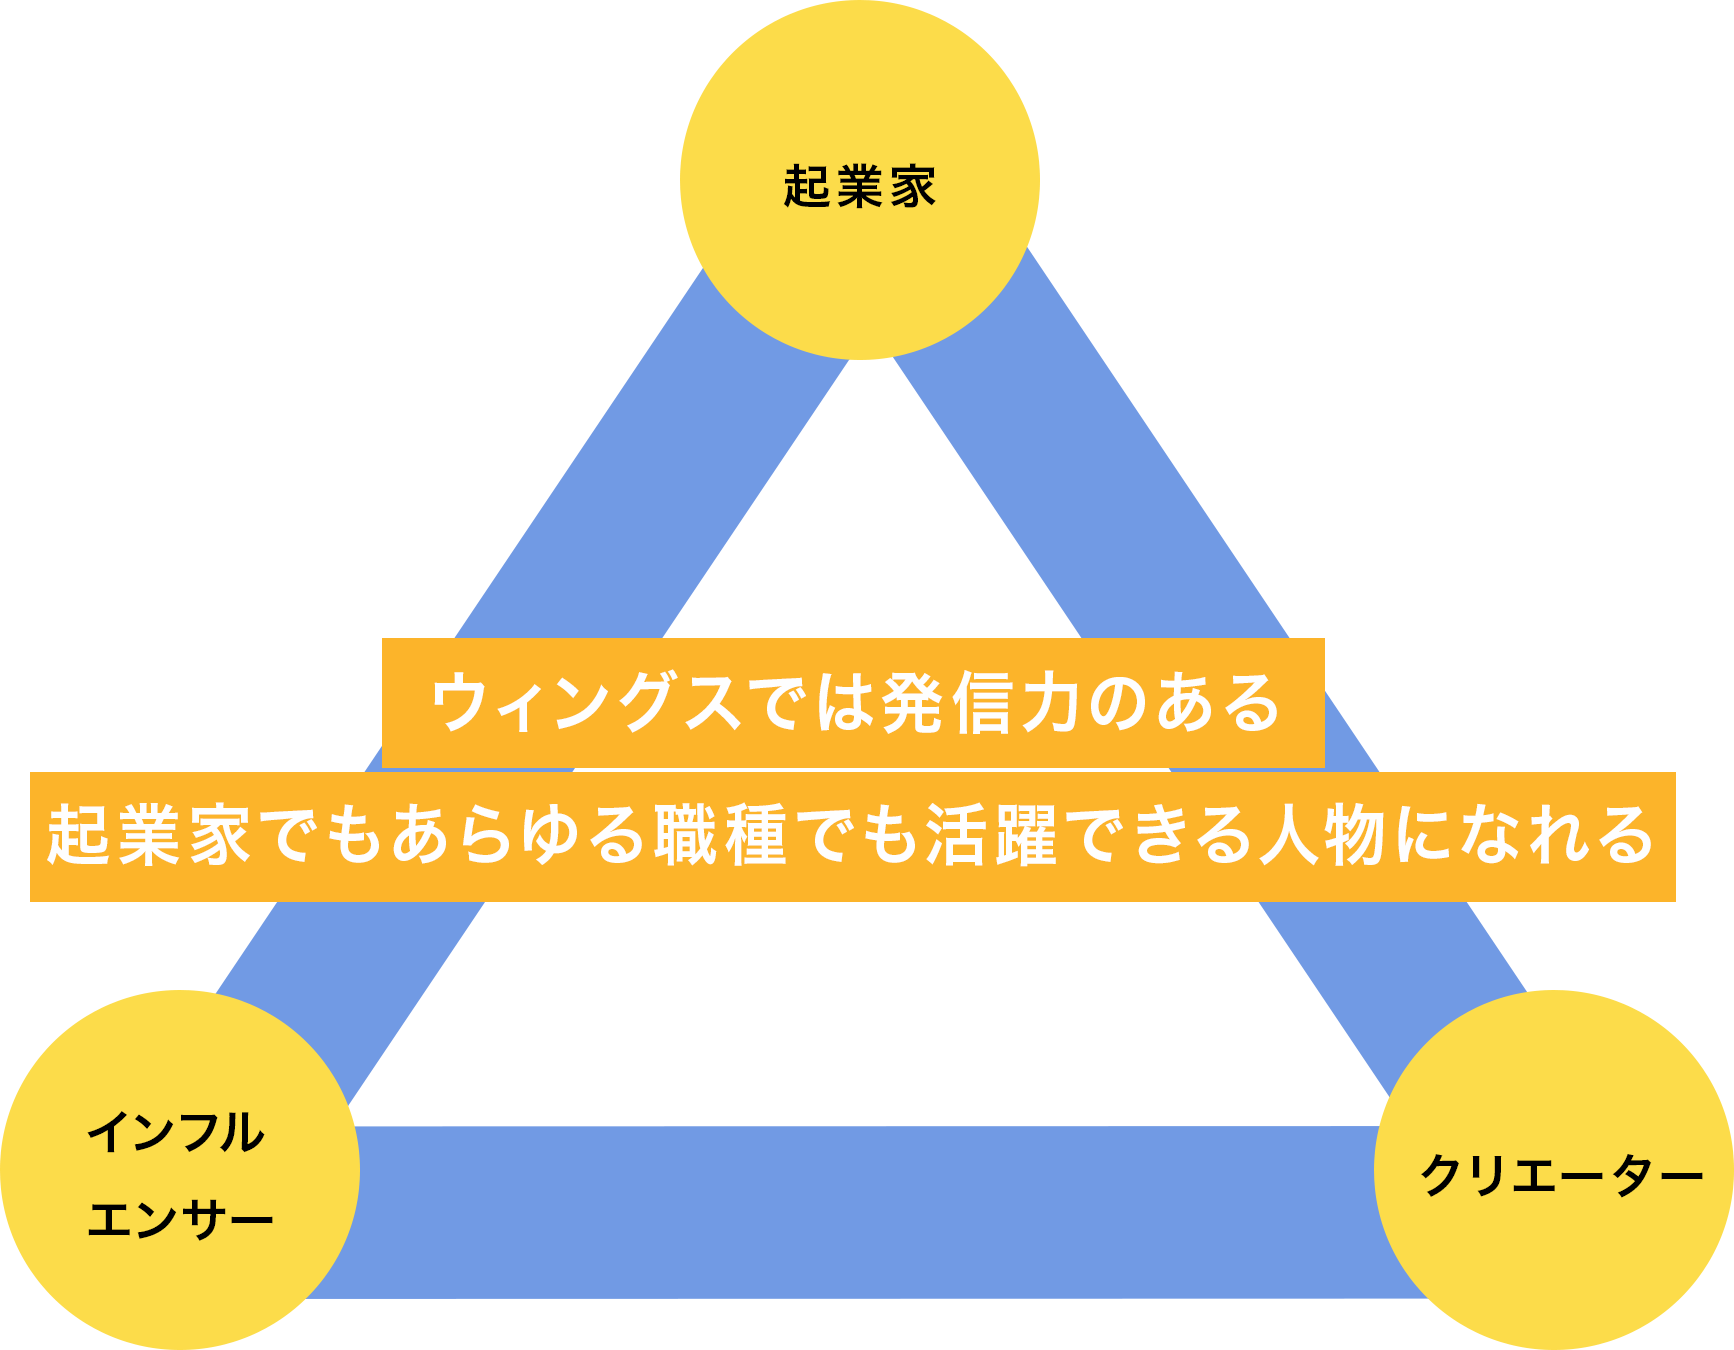 起業家
ウィングスでは発信力のある
起業家でもあらゆる職種でも活躍できる人物になれる
インフル
エンサー
クリエーター